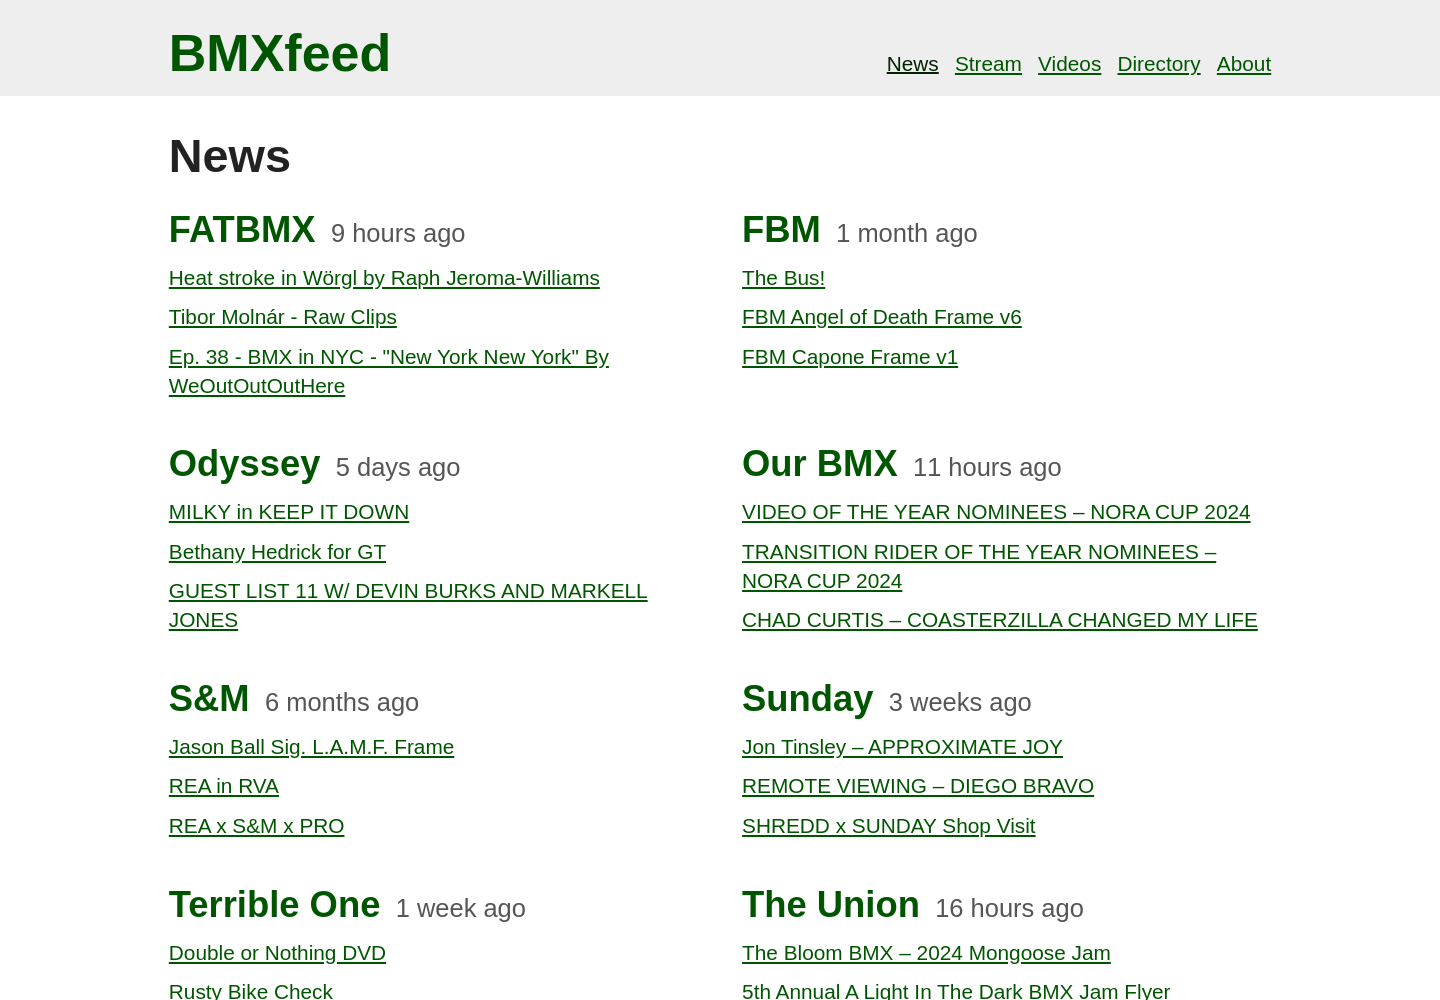 BMXfeed
News Stream Videos Directory About
News
FATBMX 9 hours ago
Heat stroke in Wörgl by Raph Jeroma-Williams
Tibor Molnár - Raw Clips
Ep. 38 - BMX in NYC - "New York New York" By
WeOutOutOutHere
FBM 1 month ago
The Bus!
FBM Angel of Death Frame v6
FBM Capone Frame v1
Odyssey 5 days ago
MILKY in KEEP IT DOWN
Bethany Hedrick for GT
GUEST LIST 11 W/ DEVIN BURKS AND MARKELL
JONES
Our BMX 11 hours ago
VIDEO OF THE YEAR NOMINEES – NORA CUP 2024
TRANSITION RIDER OF THE YEAR NOMINEES –
NORA CUP 2024
CHAD CURTIS – COASTERZILLA CHANGED MY LIFE
S&M 6 months ago
Jason Ball Sig. L.A.M.F. Frame
REA in RVA
REA x S&M x PRO
Sunday 3 weeks ago
Jon Tinsley – APPROXIMATE JOY
REMOTE VIEWING – DIEGO BRAVO
SHREDD x SUNDAY Shop Visit
Terrible One 1 week ago
Double or Nothing DVD
Rusty Bike Check
The Union 16 hours ago
The Bloom BMX – 2024 Mongoose Jam
5th Annual A Light In The Dark BMX Jam Flyer